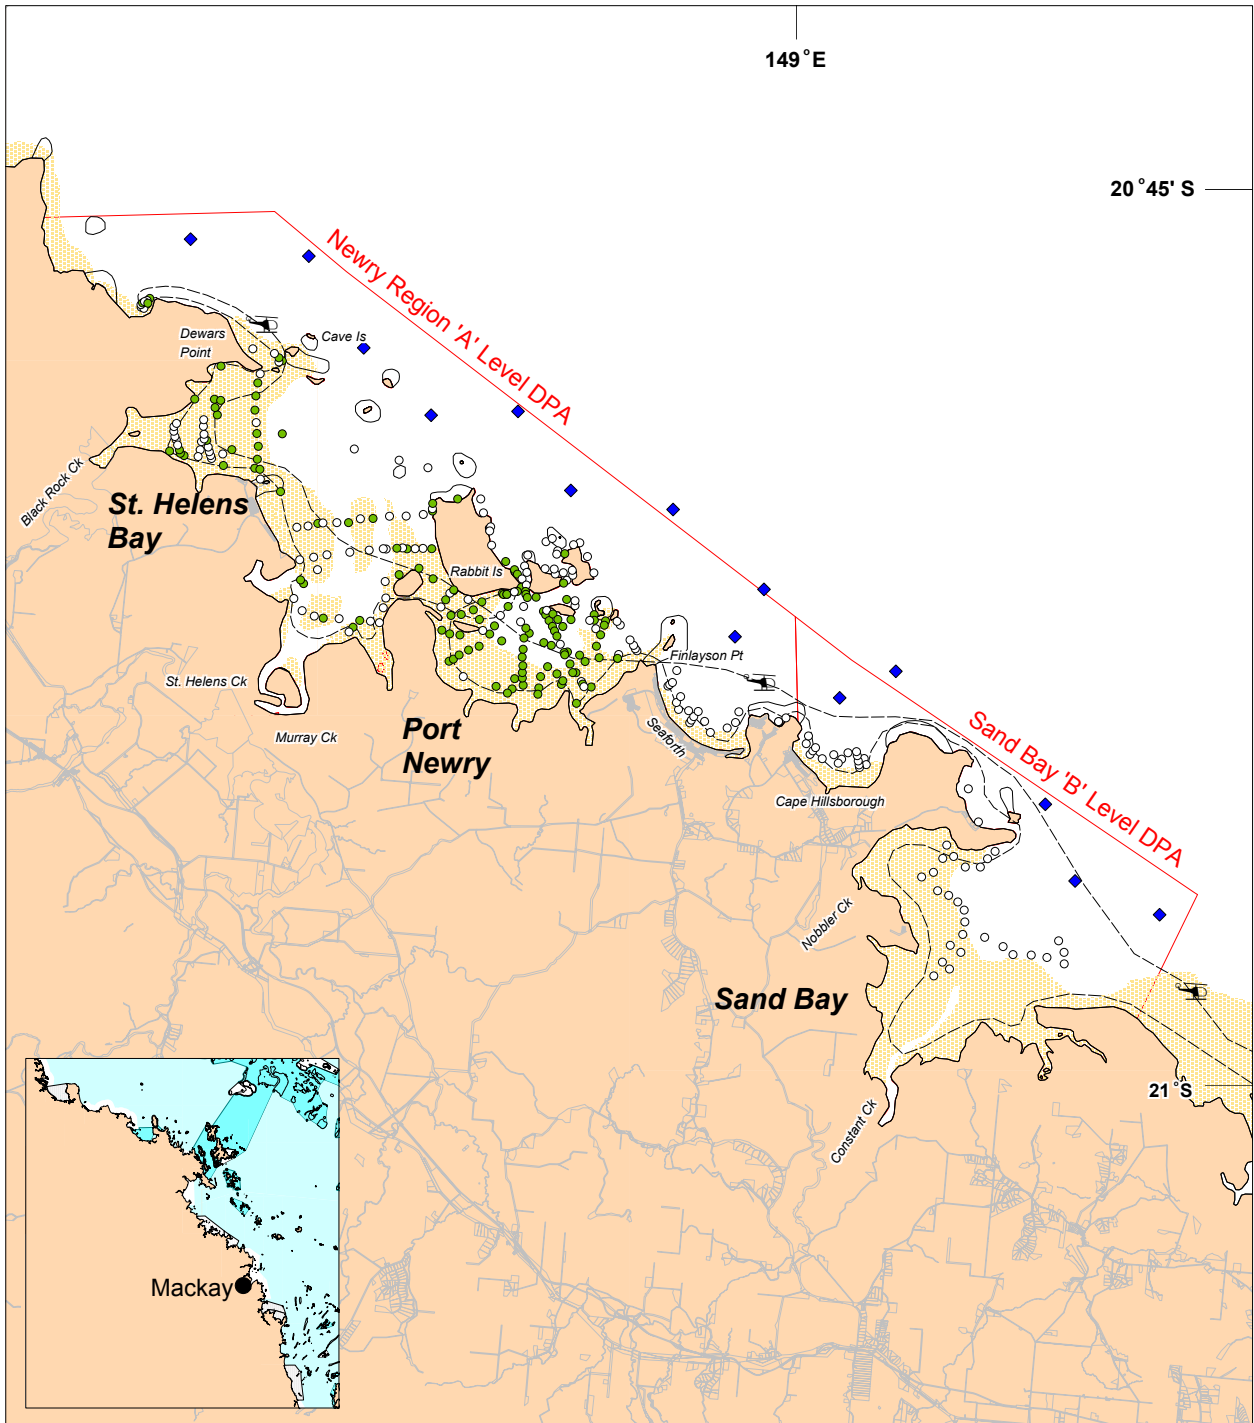 149°E
20°45' S
Newry Region 'A' Level DPA
Cave Is
Dewars
Point
Black Rock Ck
St. Helens
Bay
Rabbit Is
Finlayson Pt
St. Helens Ck
Murray Ck
Port
Newry
Seaforth
Sand Bay 'B' Level DPA
Cape Hillsborough
Nobbler Ck
Sand Bay
21°S
Constant Ck
Mackay